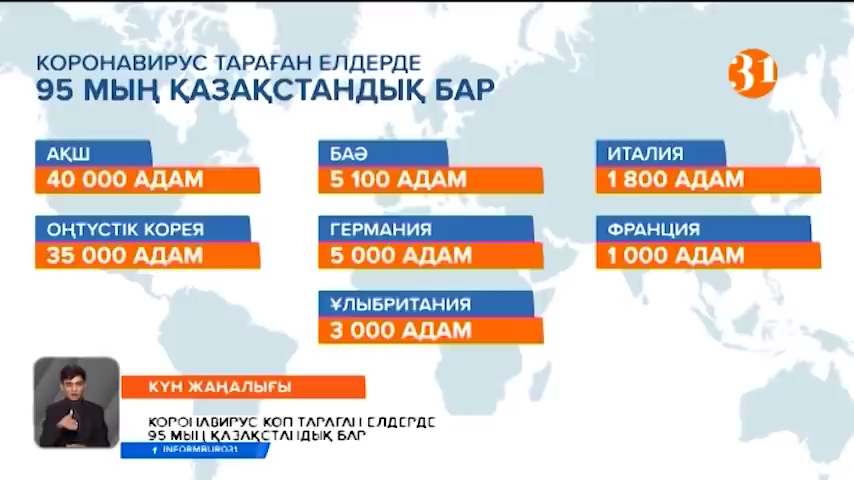 КОРОНАВИРУС ТАРАҒАН ЕЛДЕРДЕ
95 МЫҢ ҚАЗАҚСТАНДЫҚ БАР
31
АҚШ
40 000 АДАМ
БАӘ
5 100 АДАМ
ИТАЛИЯ
1 800 АДАМ
ОҢТҮСТІК КОРЕЯ
35 000 АДАМ
ГЕРМАНИЯ
5 000 АДАМ
ФРАНЦИЯ
1 000 АДАМ
ҰЛЫБРИТАНИЯ
3 000 АДАМ
КҮН ЖАҢАЛЫҒЫ
КОРОНАВИРУС КӨП ТАРАҒАН ЕЛДЕРДЕ
95 МЫҢ ҚАЗАҚСТАНДЫҚ БАР
f INFORMBURO31